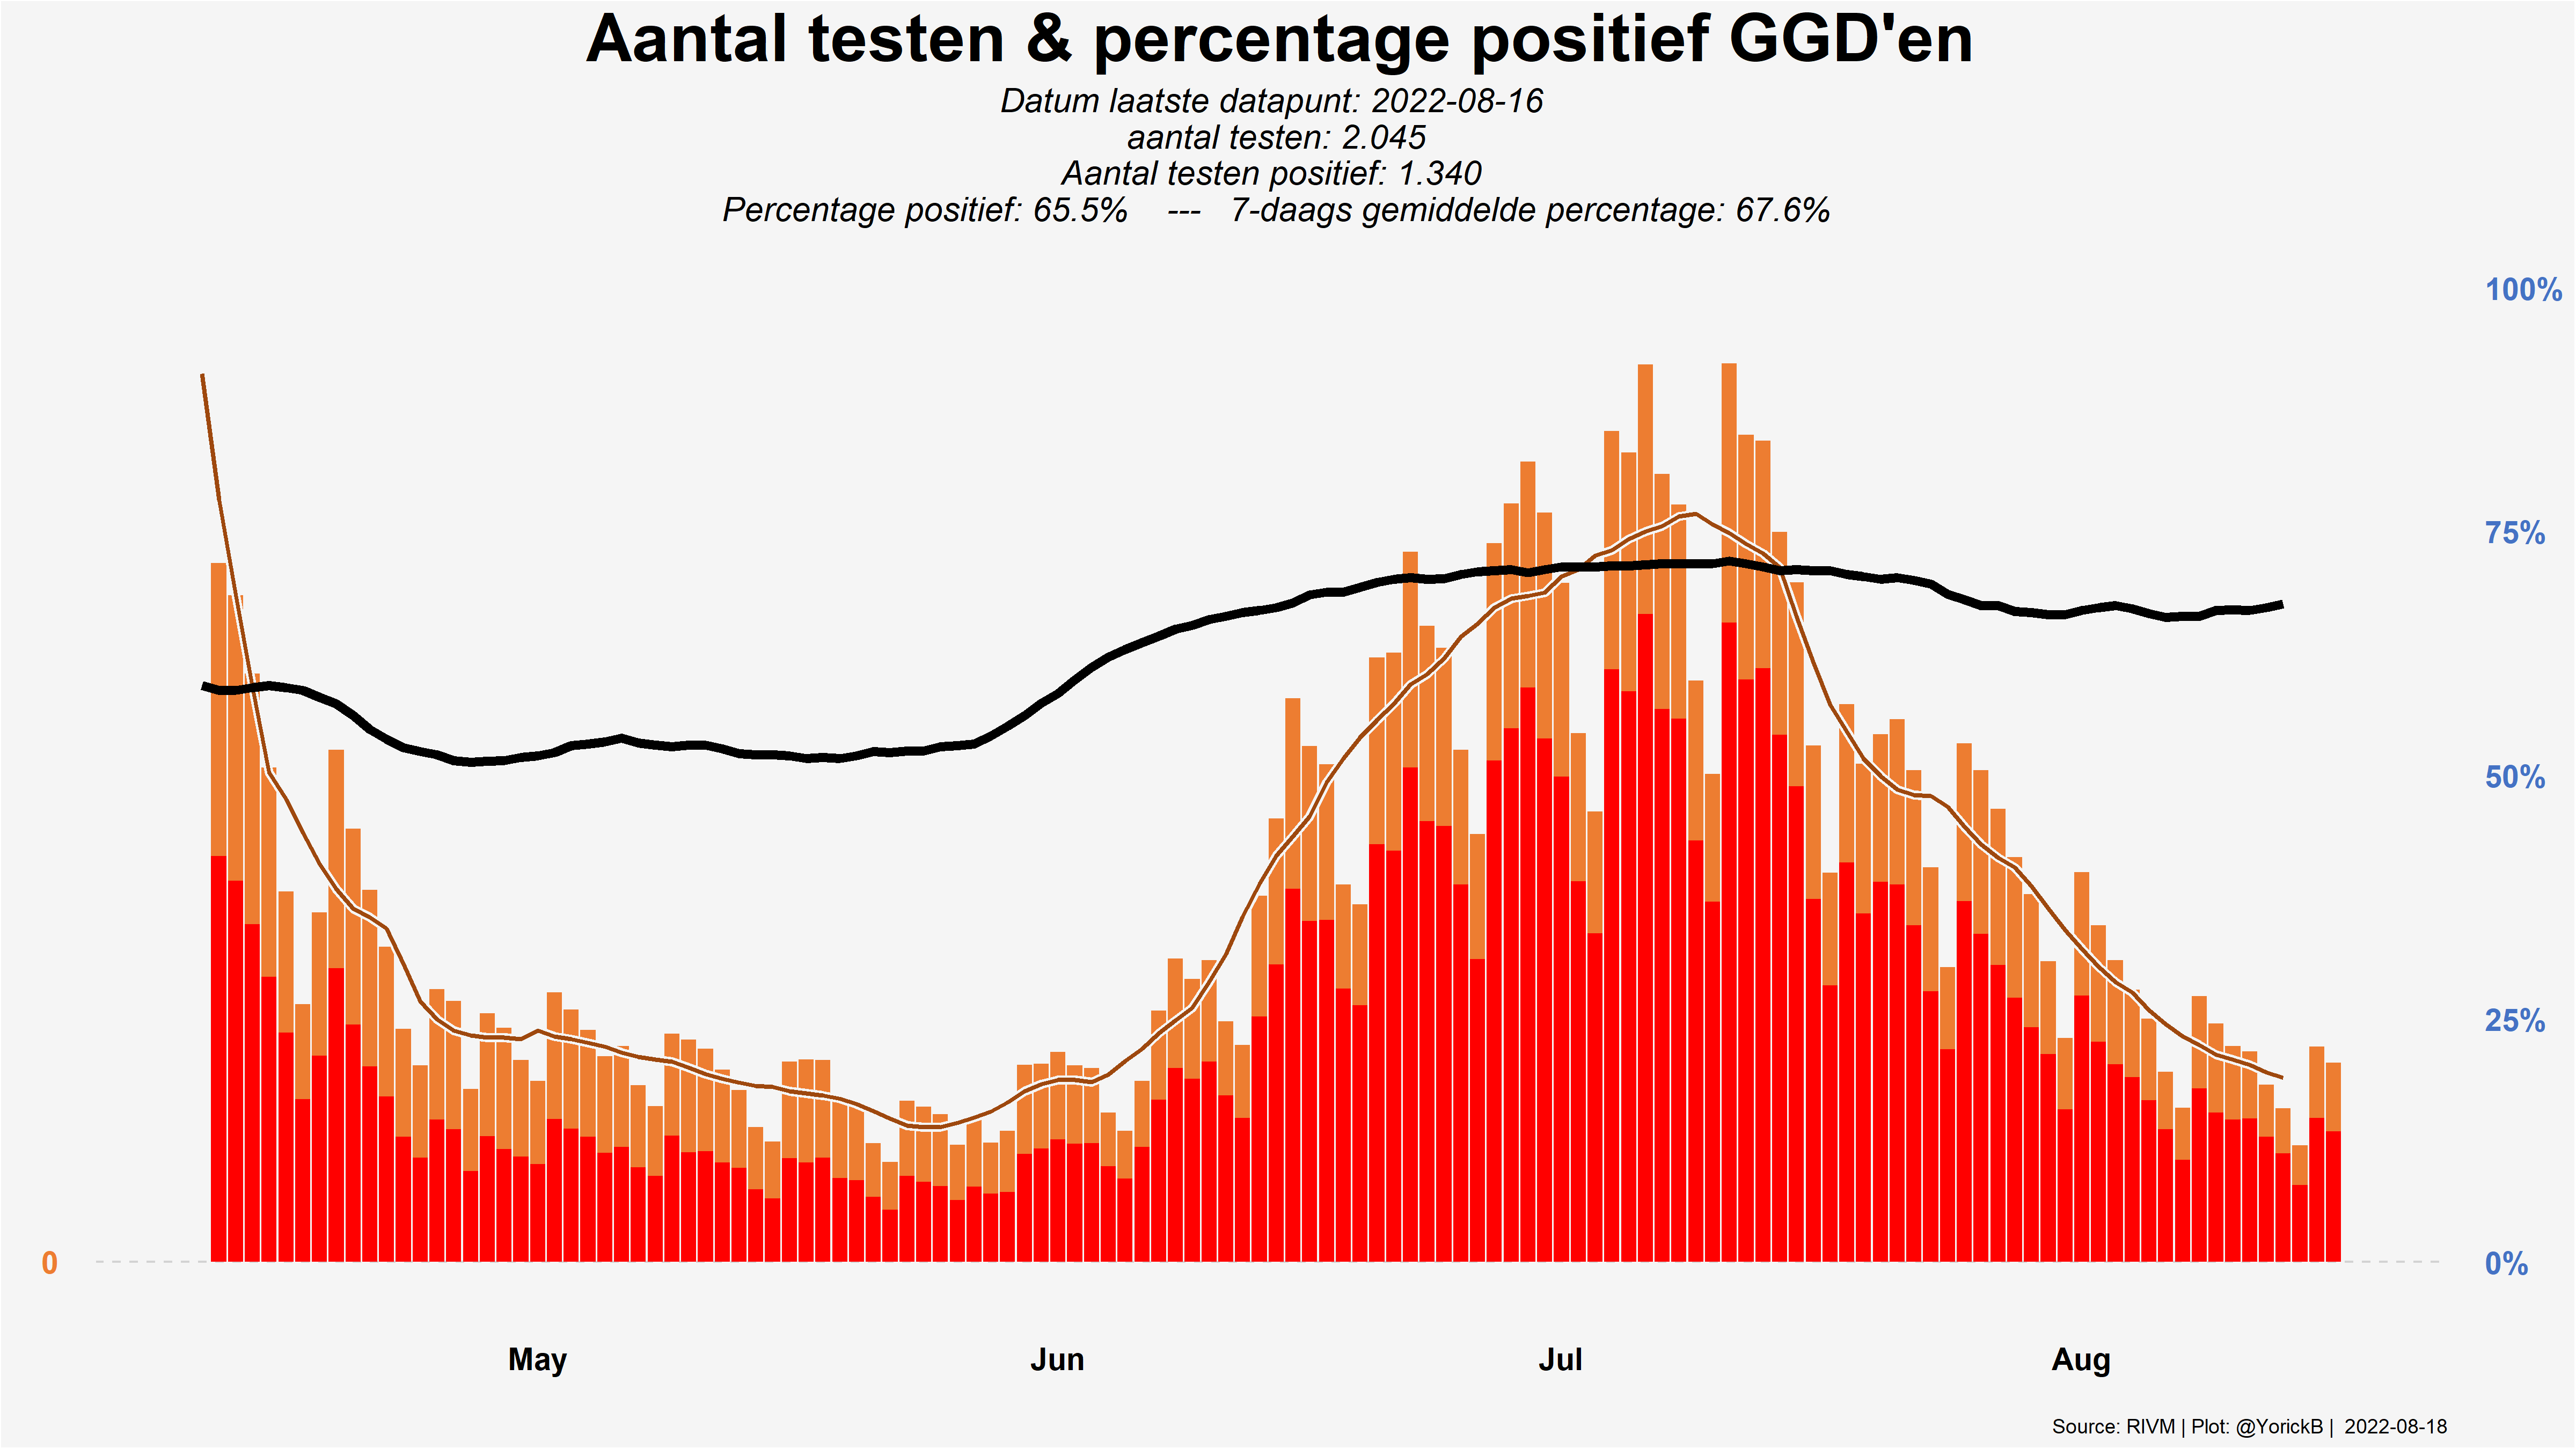 Aantal testen & percentage positief GGD'en
Datum laatste datapunt: 2022-08-16
aantal testen: 2.045
Aantal testen positief: 1.340
Percentage positief: 65.5% --- 7-daags gemiddelde percentage: 67.6%
100%
75%
50%
25%
0
0%
May Jun Jul Aug
Source: RIVM | Plot: @YorickB | 2022-08-18